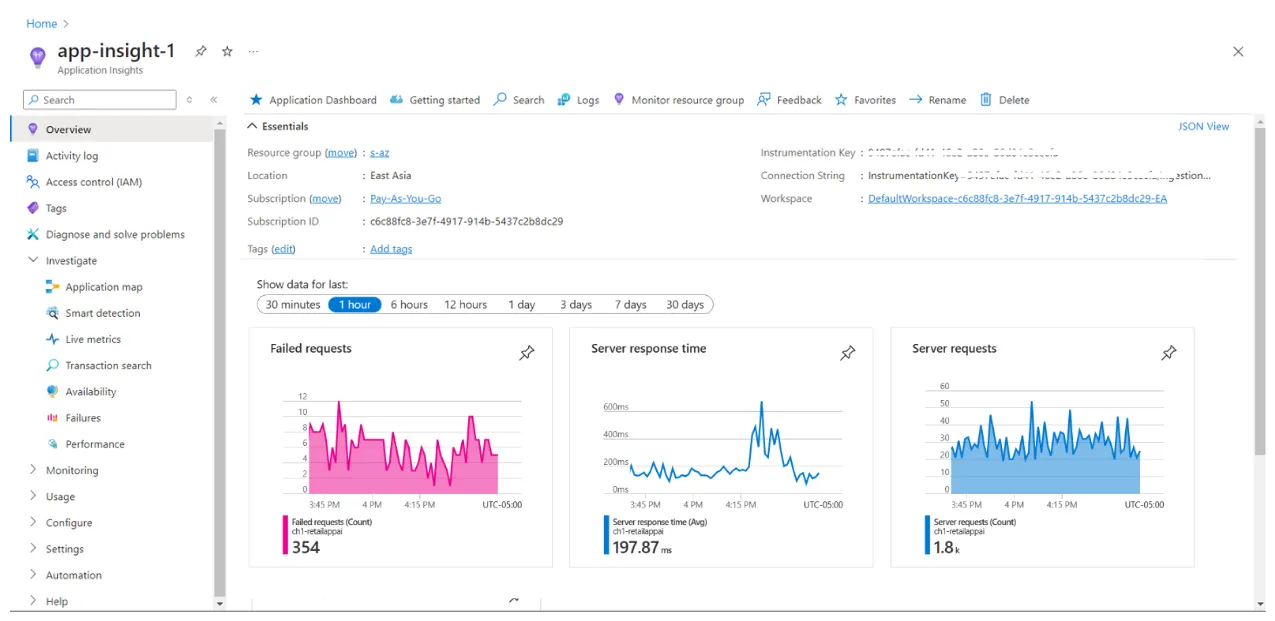 Home
app-insight-1
Application Insights
Search
Application Dashboard Getting started Search Logs Monitor resource group Feedback Favorites Rename Delete
Overview
Activity log
Access control (IAM)
Tags
Diagnose and solve problems
Investigate
Application map
Smart detection
Live metrics
Transaction search
Availability
Failures
Performance
Monitoring
Usage
Configure
Settings
Automation
Help
Essentials
JSON View
Resource group (move) : s-az
Location : East Asia
Subscription (move) : Pay-As-You-Go
Subscription ID : c6c88fc8-3e7f-4917-914b-5437c2b8dc29
Tags (edit) : Add tags
Instrumentation Key :
Connection String : InstrumentationKey
Workspace : DefaultWorkspace-c6c88fc8-3e7f-4917-914b-5437c2b8dc29-EA
Show data for last:
30 minutes 1 hour 6 hours 12 hours 1 day 3 days 7 days 30 days
Failed requests
12
10
8
6
4
2
0
3:45 PM 4 PM 4:15 PM UTC-05:00
Failed requests (Count)
ch1-retailappai
354
Server response time
600ms
400ms
200ms
0ms
3:45 PM 4 PM 4:15 PM UTC-05:00
Server response time (Avg)
ch1-retailappai
197.87 ms
Server requests
60
50
40
30
20
10
0
3:45 PM 4 PM 4:15 PM UTC-05:00
Server requests (Count)
ch1-retailappai
1.8 k